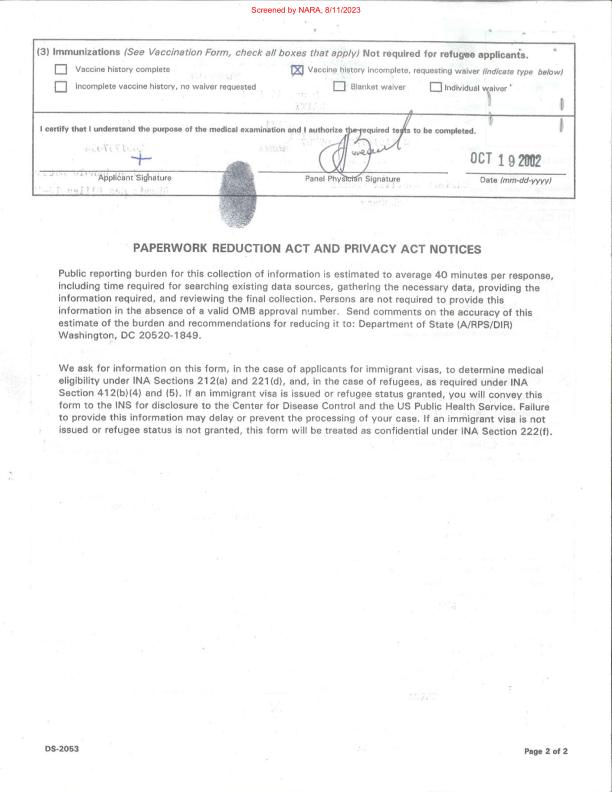 Screened by NARA, 8/11/2023
(3) Immunizations (See Vaccination Form, check all boxes that apply) Not required for refugee applicants.
Vaccine history complete
Vaccine history incomplete, requesting waiver (indicate type below)
Incomplete vaccine history, no waiver requested
Blanket waiver
Individual waiver
I certify that I understand the purpose of the medical examination and I authorize the required tests to be completed.
OCT 19 2002
Applicant Signature
Panel Physician Signature
Date (mm-dd-yyyy)
PAPERWORK REDUCTION ACT AND PRIVACY ACT NOTICES
Public reporting burden for this collection of information is estimated to average 40 minutes per response,
including time required for searching existing data sources, gathering the necessary data, providing the
information required, and reviewing the final collection. Persons are not required to provide this
information in the absence of a valid OMB approval number. Send comments on the accuracy of this
estimate of the burden and recommendations for reducing it to: Department of State (A/RPS/DIR)
Washington, DC 20520-1849.
We ask for information on this form, in the case of applicants for immigrant visas, to determine medical
eligibility under INA Sections 212(a) and 221(d), and, in the case of refugees, as required under INA
Section 412(b)(4) and (5). If an immigrant visa is issued or refugee status granted, you will convey this
form to the INS for disclosure to the Center for Disease Control and the US Public Health Service. Failure
to provide this information may delay or prevent the processing of your case. If an immigrant visa is not
issued or refugee status is not granted, this form will be treated as confidential under INA Section 222(f).
DS-2053
Page 2 of 2